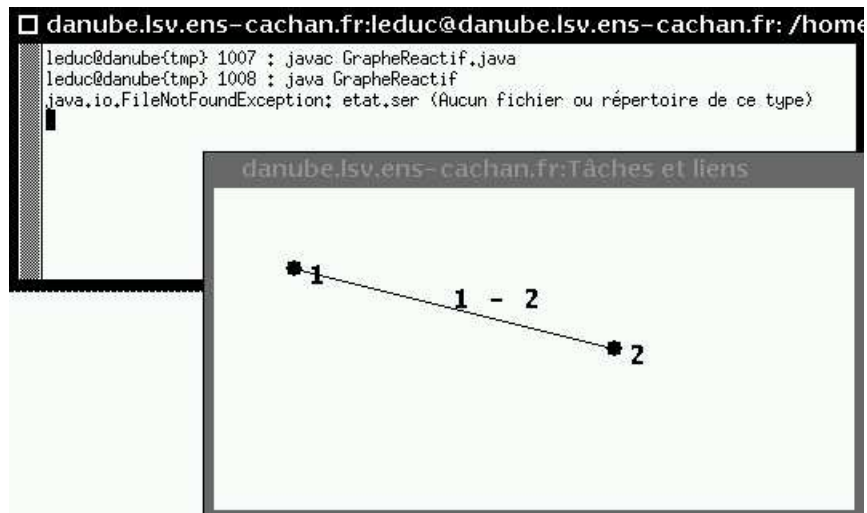 danube.lsv.ens-cachan.fr:leduc@danube.lsv.ens-cachan.fr: /home
leduc@danube{tmp} 1007 : javac GrapheReactif.java
leduc@danube{tmp} 1008 : java GrapheReactif
java.io.FileNotFoundException: etat.ser (Aucun fichier ou répertoire de ce type)
danube.lsv.ens-cachan.fr:Tâches et liens
1
1 - 2
2